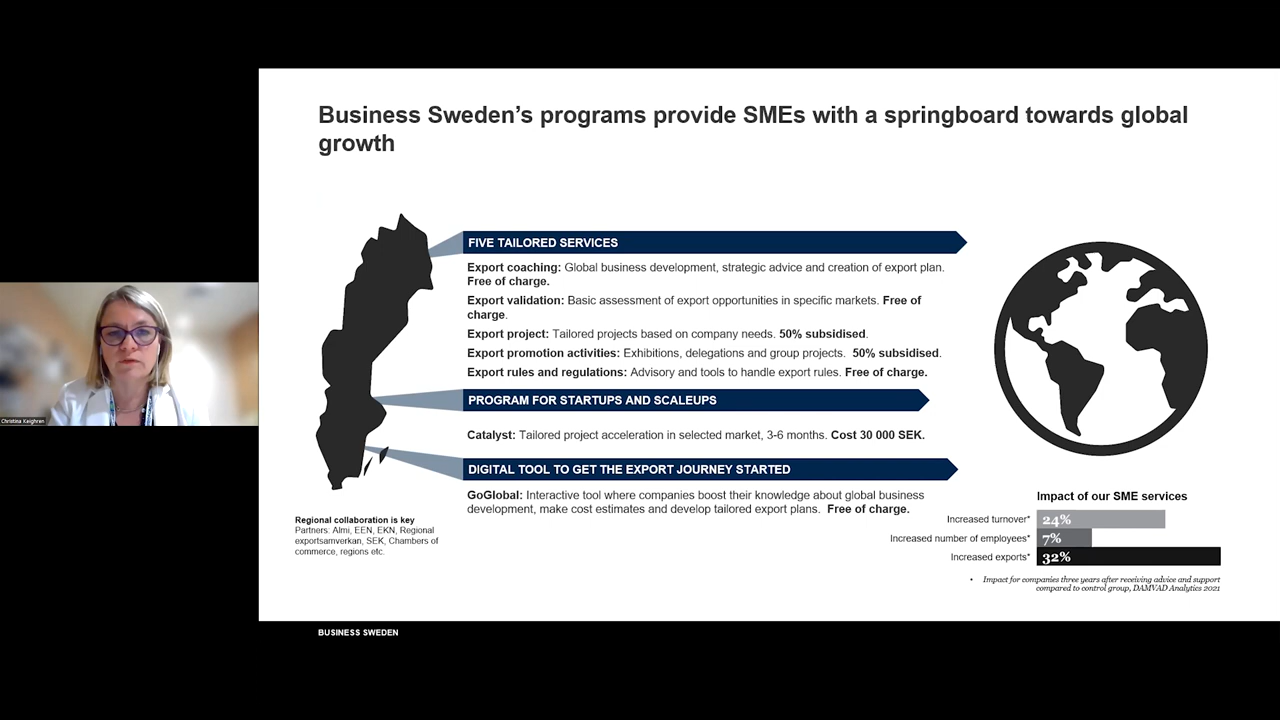 Business Sweden’s programs provide SMEs with a springboard towards global
growth
FIVE TAILORED SERVICES
Export coaching: Global business development, strategic advice and creation of export plan.
Free of charge.
Export validation: Basic assessment of export opportunities in specific markets. Free of
charge.
Export project: Tailored projects based on company needs. 50% subsidised.
Export promotion activities: Exhibitions, delegations and group projects. 50% subsidised.
Export rules and regulations: Advisory and tools to handle export rules. Free of charge.
PROGRAM FOR STARTUPS AND SCALEUPS
Catalyst: Tailored project acceleration in selected market, 3-6 months. Cost 30 000 SEK.
DIGITAL TOOL TO GET THE EXPORT JOURNEY STARTED
GoGlobal: Interactive tool where companies boost their knowledge about global business
development, make cost estimates and develop tailored export plans. Free of charge.
Regional collaboration is key
Partners: Almi, EEN, EKN, Regional
exportsamverkan, SEK, Chambers of
commerce, regions etc.
Impact of our SME services
Increased turnover* 24%
Increased number of employees* 7%
Increased exports* 32%
• Impact for companies three years after receiving advice and support
compared to control group, DAMVAD Analytics 2021
BUSINESS SWEDEN
Christina Keighren